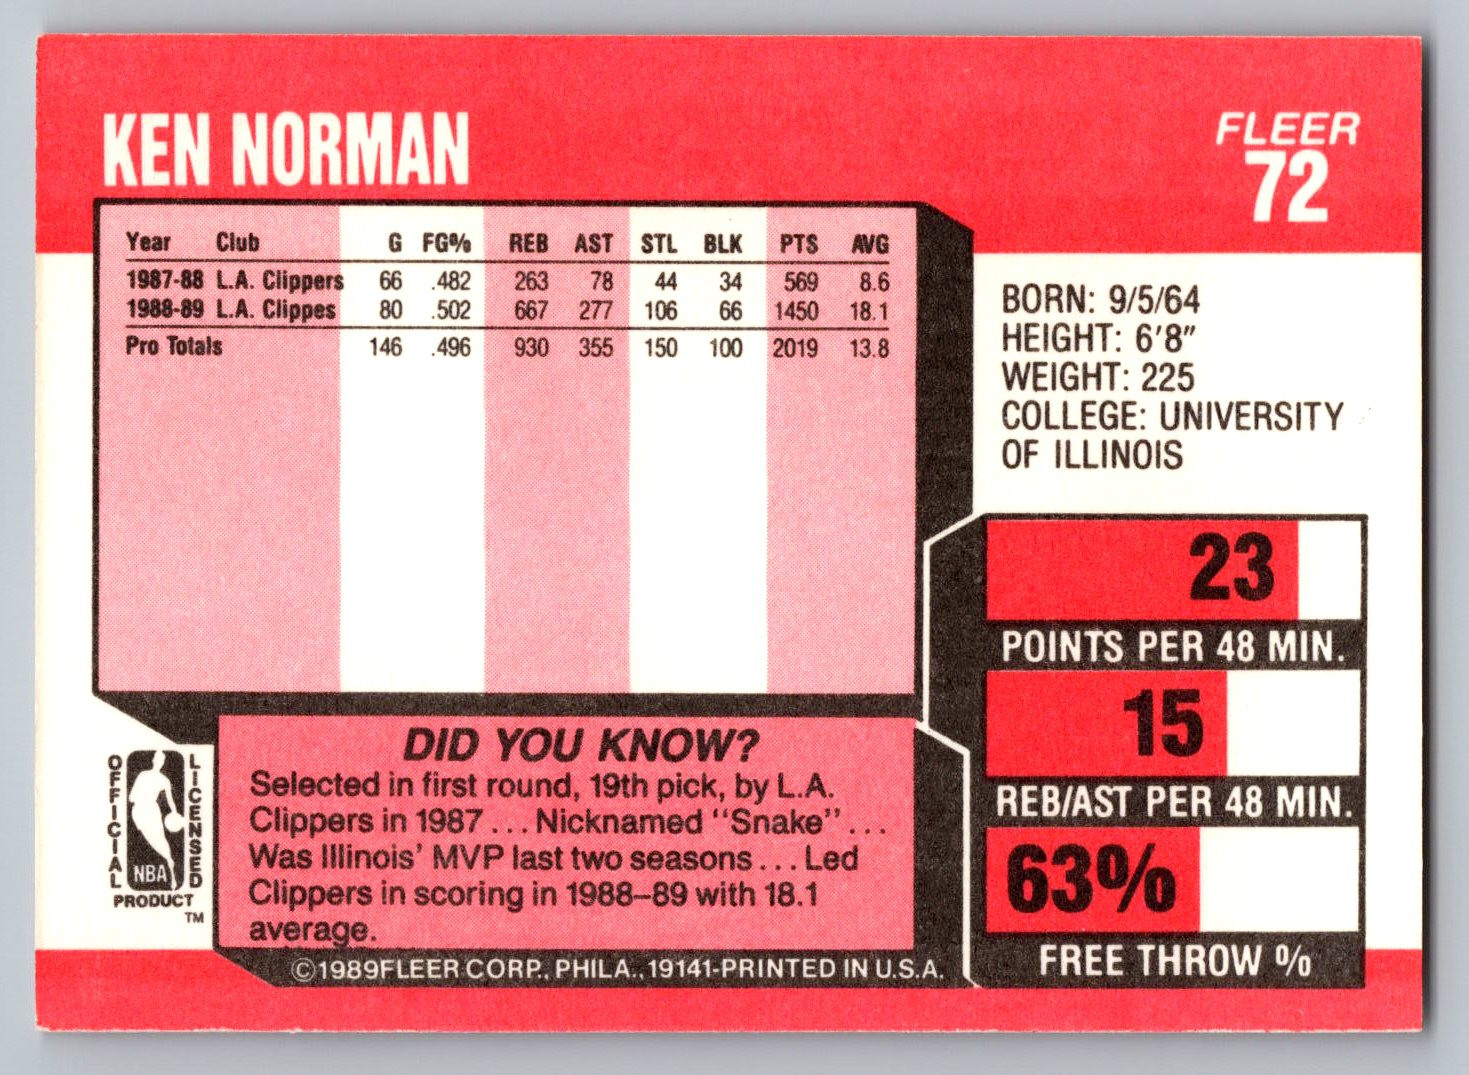 KEN NORMAN
FLEER
72
Year Club G FG% REB AST STL BLK PTS AVG
1987-88 L.A. Clippers 66 .482 263 78 44 34 569 8.6
1988-89 L.A. Clippes 80 .502 667 277 106 66 1450 18.1
Pro Totals 146 .496 930 355 150 100 2019 13.8
BORN: 9/5/64
HEIGHT: 6'8"
WEIGHT: 225
COLLEGE: UNIVERSITY
OF ILLINOIS
23
POINTS PER 48 MIN.
15
REB/AST PER 48 MIN.
63%
FREE THROW %
DID YOU KNOW?
Selected in first round, 19th pick, by L.A.
Clippers in 1987 . . . Nicknamed "Snake" . . .
Was Illinois' MVP last two seasons . . . Led
Clippers in scoring in 1988–89 with 18.1
average.
OFFICIAL
LICENSED
NBA
PRODUCT
™
©1989FLEER CORP., PHILA., 19141-PRINTED IN U.S.A.